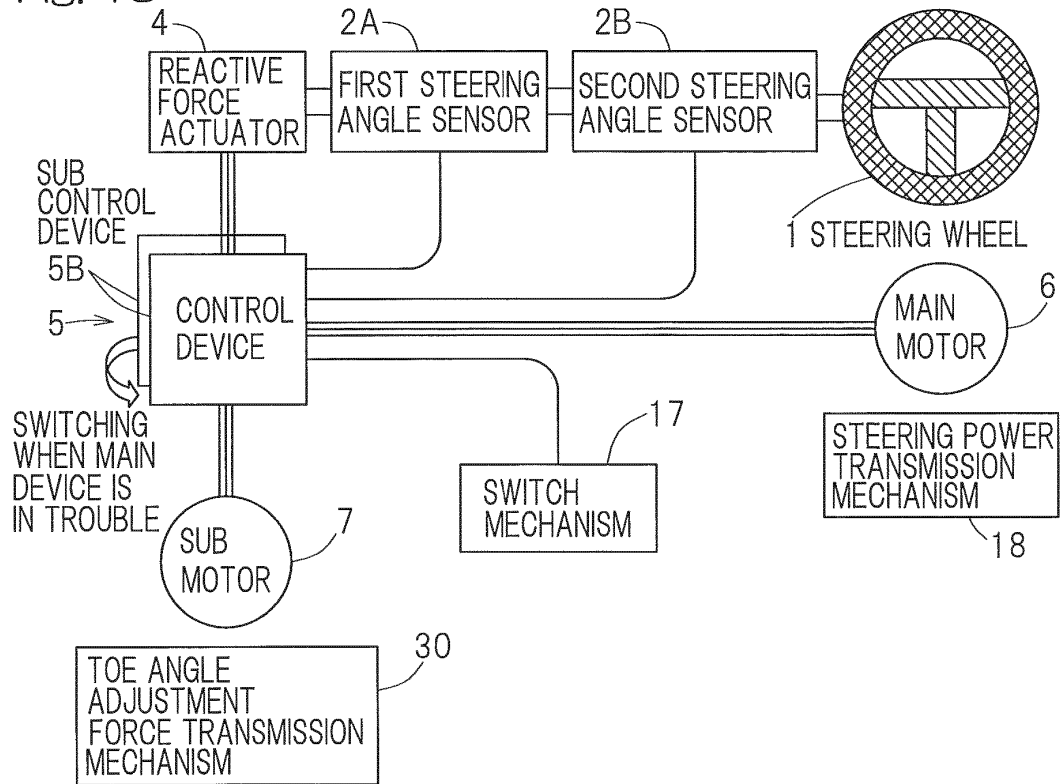 4
2A
2B
REACTIVE
FORCE
ACTUATOR
FIRST STEERING
ANGLE SENSOR
SECOND STEERING
ANGLE SENSOR
1 STEERING WHEEL
SUB
CONTROL
DEVICE
5B
5
CONTROL
DEVICE
MAIN
MOTOR
6
SWITCHING
WHEN MAIN
DEVICE IS
IN TROUBLE
17
SWITCH
MECHANISM
STEERING POWER
TRANSMISSION
MECHANISM
18
SUB
MOTOR
7
30
TOE ANGLE
ADJUSTMENT
FORCE TRANSMISSION
MECHANISM